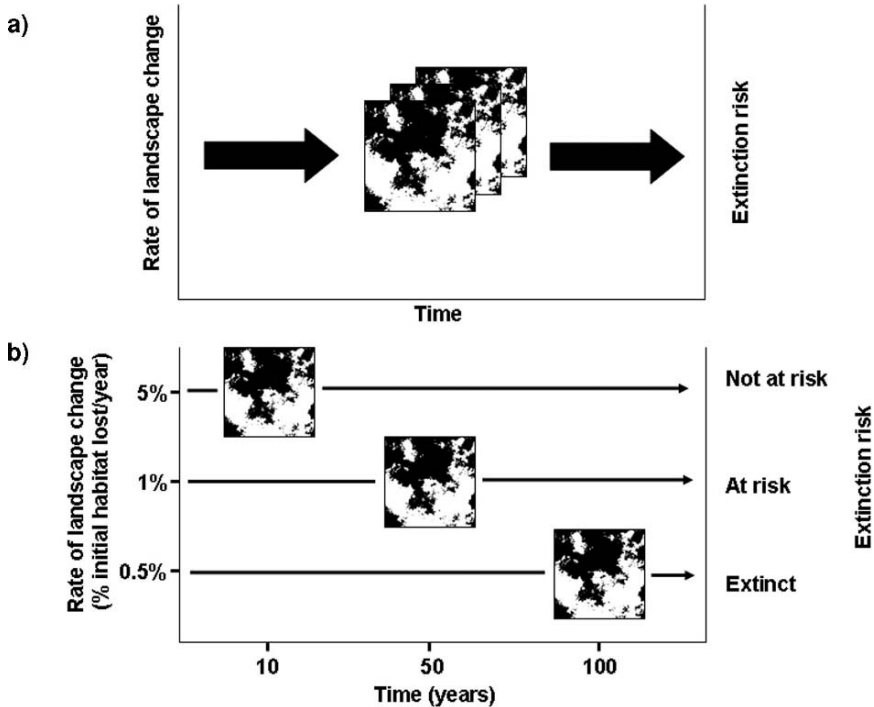 a)
Rate of landscape change
Extinction risk
Time
b)
Rate of landscape change
(% initial habitat lost/year)
5%
1%
0.5%
Not at risk
At risk
Extinct
Extinction risk
10
50
100
Time (years)